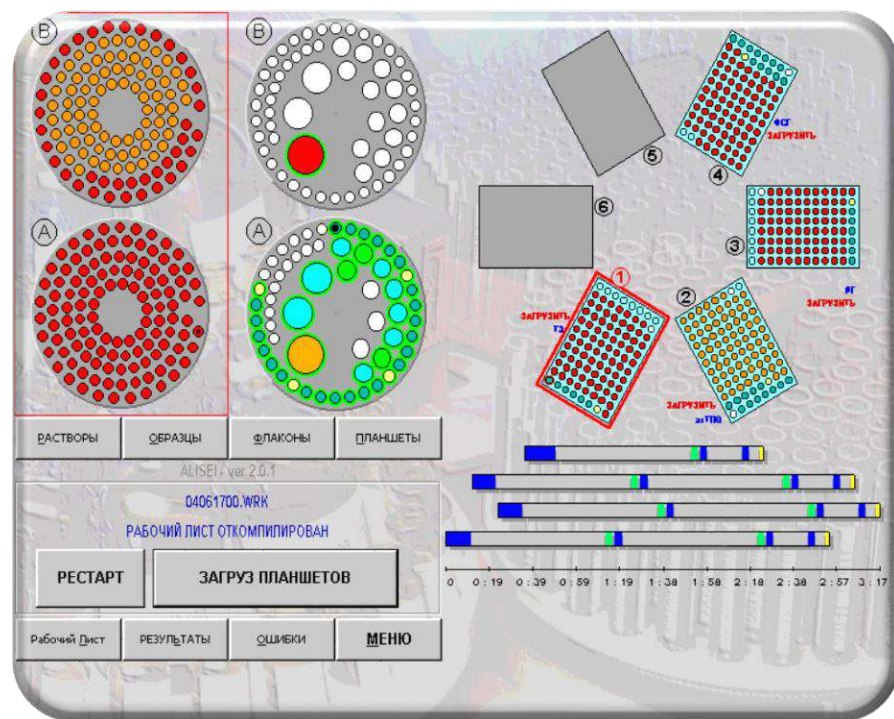 B
B
A
A
5
4
ФСГ
ЗАГРУЗИТЬ
6
3
1
2
ЗАГРУЗИТЬ
ЗАГРУЗИТЬ
ЗАГРУЗИТЬ
РАСТВОРЫ
ОБРАЗЦЫ
ФЛАКОНЫ
ПЛАНШЕТЫ
ALISEI - ver 2.0.1
04061700.WRK
РАБОЧИЙ ЛИСТ ОТКОМПИЛИРОВАН
РЕСТАРТ
ЗАГРУЗ ПЛАНШЕТОВ
0 0:19 0:39 0:59 1:19 1:38 1:58 2:18 2:38 2:57 3:17
Рабочий Лист
РЕЗУЛЬТАТЫ
ОШИБКИ
МЕНЮ